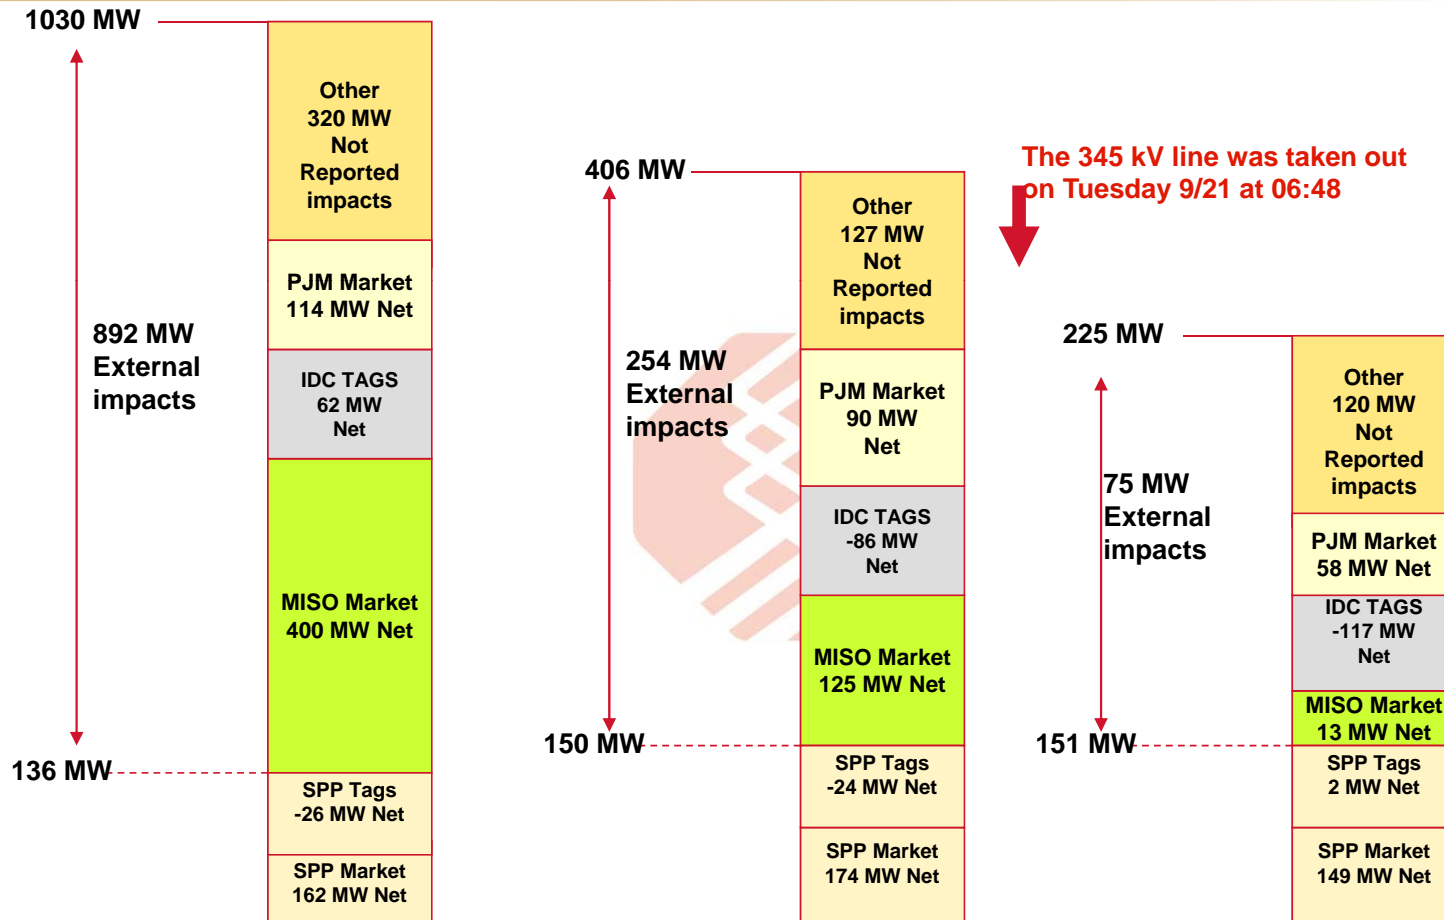 1030 MW
Other
320 MW
Not
Reported
impacts
PJM Market
114 MW Net
892 MW
External
impacts
IDC TAGS
62 MW
Net
MISO Market
400 MW Net
136 MW
SPP Tags
-26 MW Net
SPP Market
162 MW Net
406 MW
Other
127 MW
Not
Reported
impacts
254 MW
External
impacts
PJM Market
90 MW
Net
IDC TAGS
-86 MW
Net
MISO Market
125 MW Net
150 MW
SPP Tags
-24 MW Net
SPP Market
174 MW Net
The 345 kV line was taken out
on Tuesday 9/21 at 06:48
225 MW
Other
120 MW
Not
Reported
impacts
75 MW
External
impacts
PJM Market
58 MW Net
IDC TAGS
-117 MW
Net
MISO Market
13 MW Net
151 MW
SPP Tags
2 MW Net
SPP Market
149 MW Net